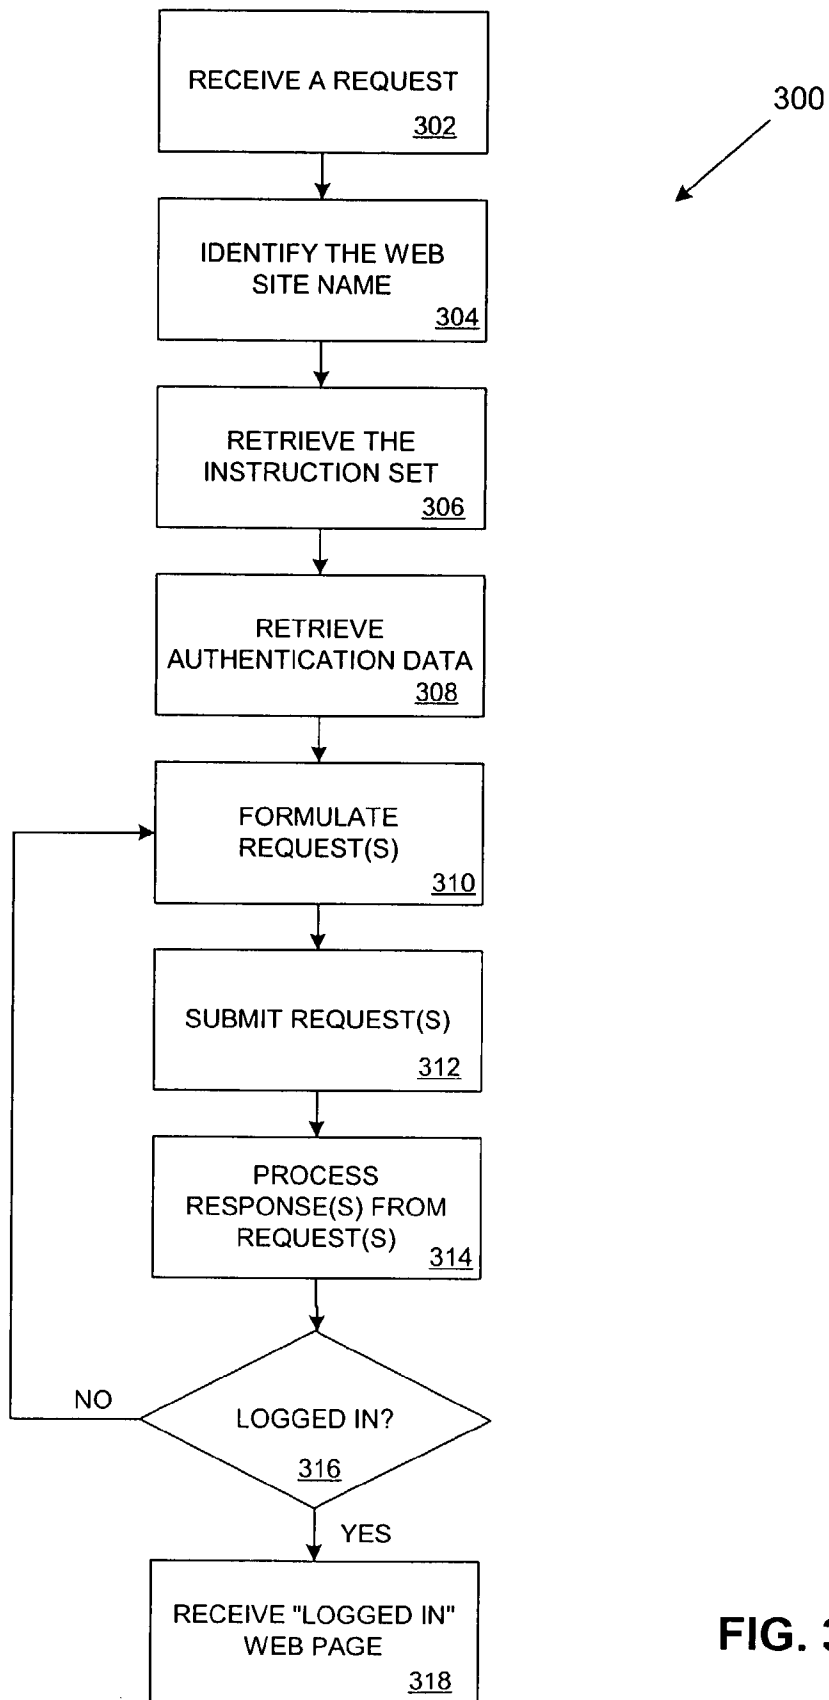 RECEIVE A REQUEST
302
300
IDENTIFY THE WEB
SITE NAME
304
RETRIEVE THE
INSTRUCTION SET
306
RETRIEVE
AUTHENTICATION DATA
308
FORMULATE
REQUEST(S)
310
SUBMIT REQUEST(S)
312
PROCESS
RESPONSE(S) FROM
REQUEST(S)
314
NO
LOGGED IN?
316
YES
RECEIVE "LOGGED IN"
WEB PAGE
318
FIG. 3